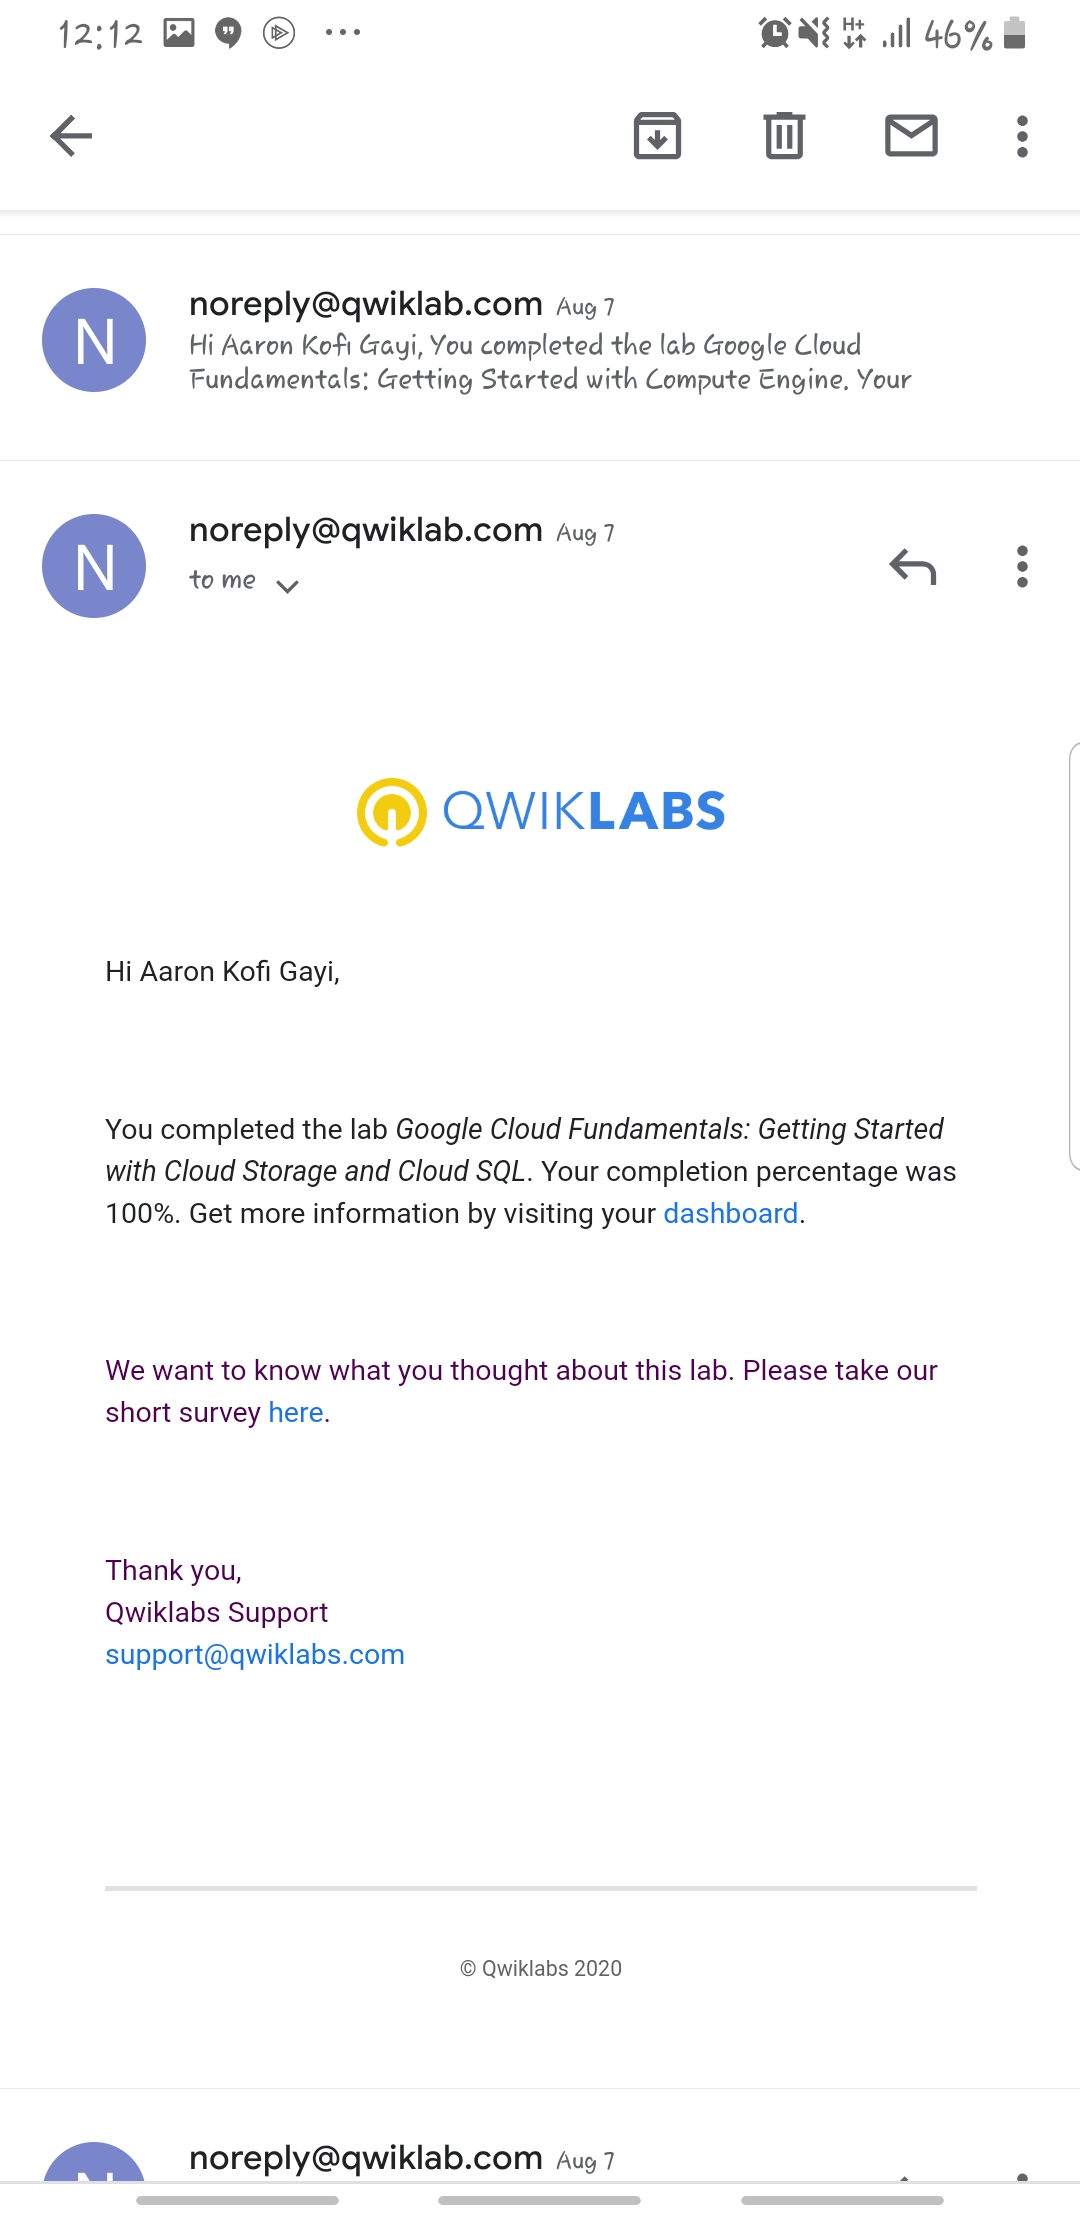 12:12
H+
46%
N
noreply@qwiklab.com Aug 7
Hi Aaron Kofi Gayi, You completed the lab Google Cloud
Fundamentals: Getting Started with Compute Engine. Your
N
noreply@qwiklab.com Aug 7
to me
QWIKLABS
Hi Aaron Kofi Gayi,
You completed the lab Google Cloud Fundamentals: Getting Started
with Cloud Storage and Cloud SQL. Your completion percentage was
100%. Get more information by visiting your dashboard.
We want to know what you thought about this lab. Please take our
short survey here.
Thank you,
Qwiklabs Support
support@qwiklabs.com
© Qwiklabs 2020
noreply@qwiklab.com Aug 7
N